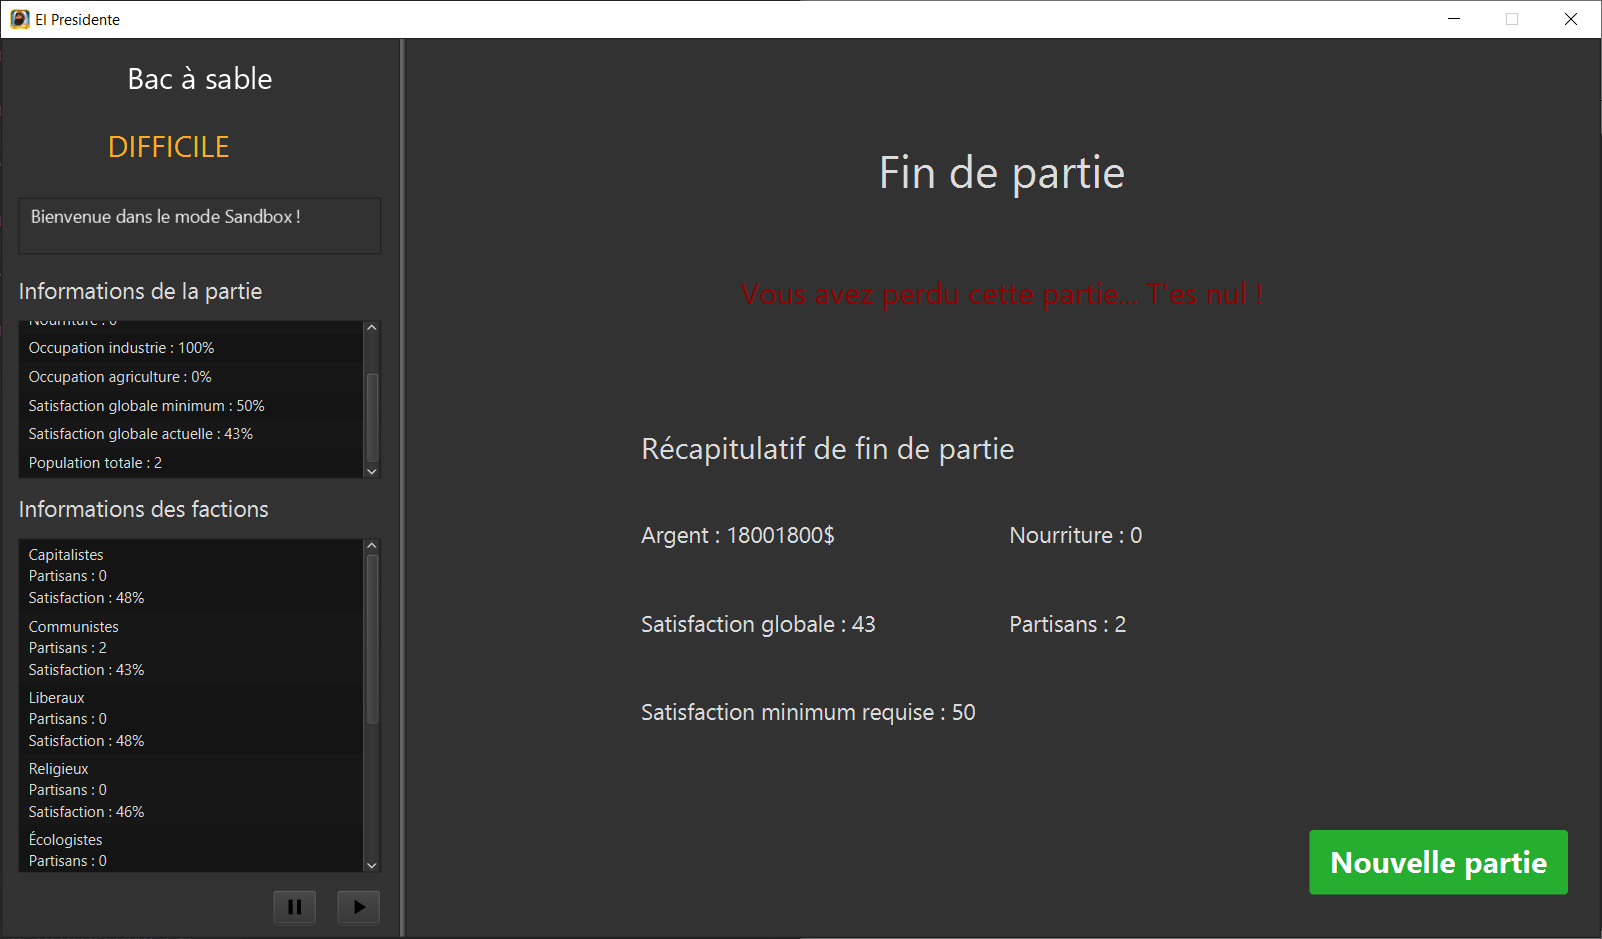 El Presidente
Bac à sable
DIFFICILE
Bienvenue dans le mode Sandbox !
Informations de la partie
Nourriture : 0
Occupation industrie : 100%
Occupation agriculture : 0%
Satisfaction globale minimum : 50%
Satisfaction globale actuelle : 43%
Population totale : 2
Informations des factions
Capitalistes
Partisans : 0
Satisfaction : 48%
Communistes
Partisans : 2
Satisfaction : 43%
Liberaux
Partisans : 0
Satisfaction : 48%
Religieux
Partisans : 0
Satisfaction : 46%
Écologistes
Partisans : 0
Fin de partie
Vous avez perdu cette partie... T'es nul !
Récapitulatif de fin de partie
Argent : 18001800$
Nourriture : 0
Satisfaction globale : 43
Partisans : 2
Satisfaction minimum requise : 50
Nouvelle partie